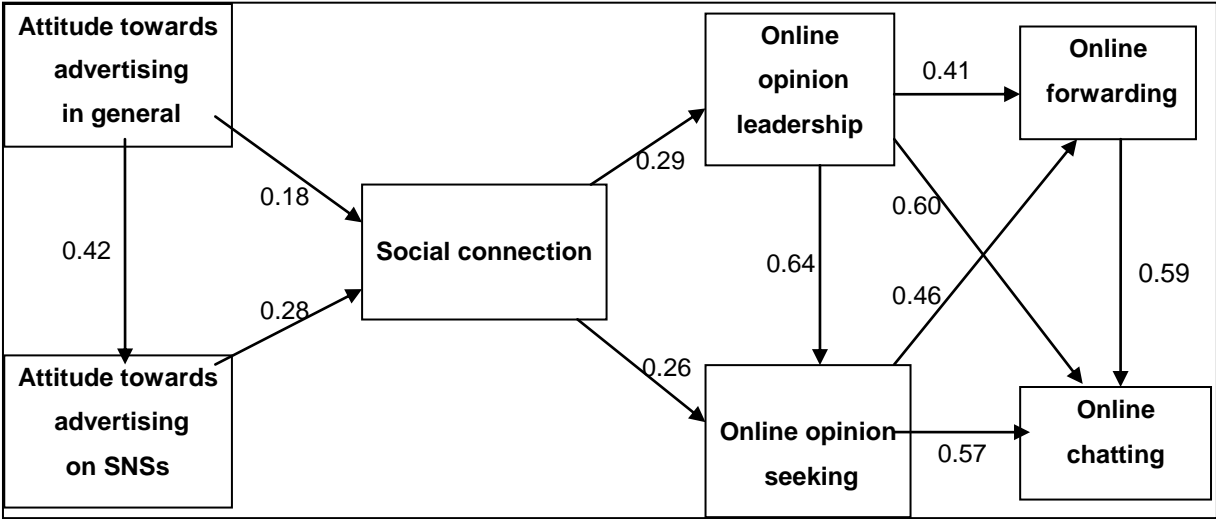 Attitude towards
advertising
in general
0.18
0.42
0.28
Attitude towards
advertising
on SNSs
Social connection
0.29
0.26
Online
opinion
leadership
0.64
Online opinion
seeking
0.41
0.60
0.46
0.57
Online
forwarding
0.59
Online
chatting